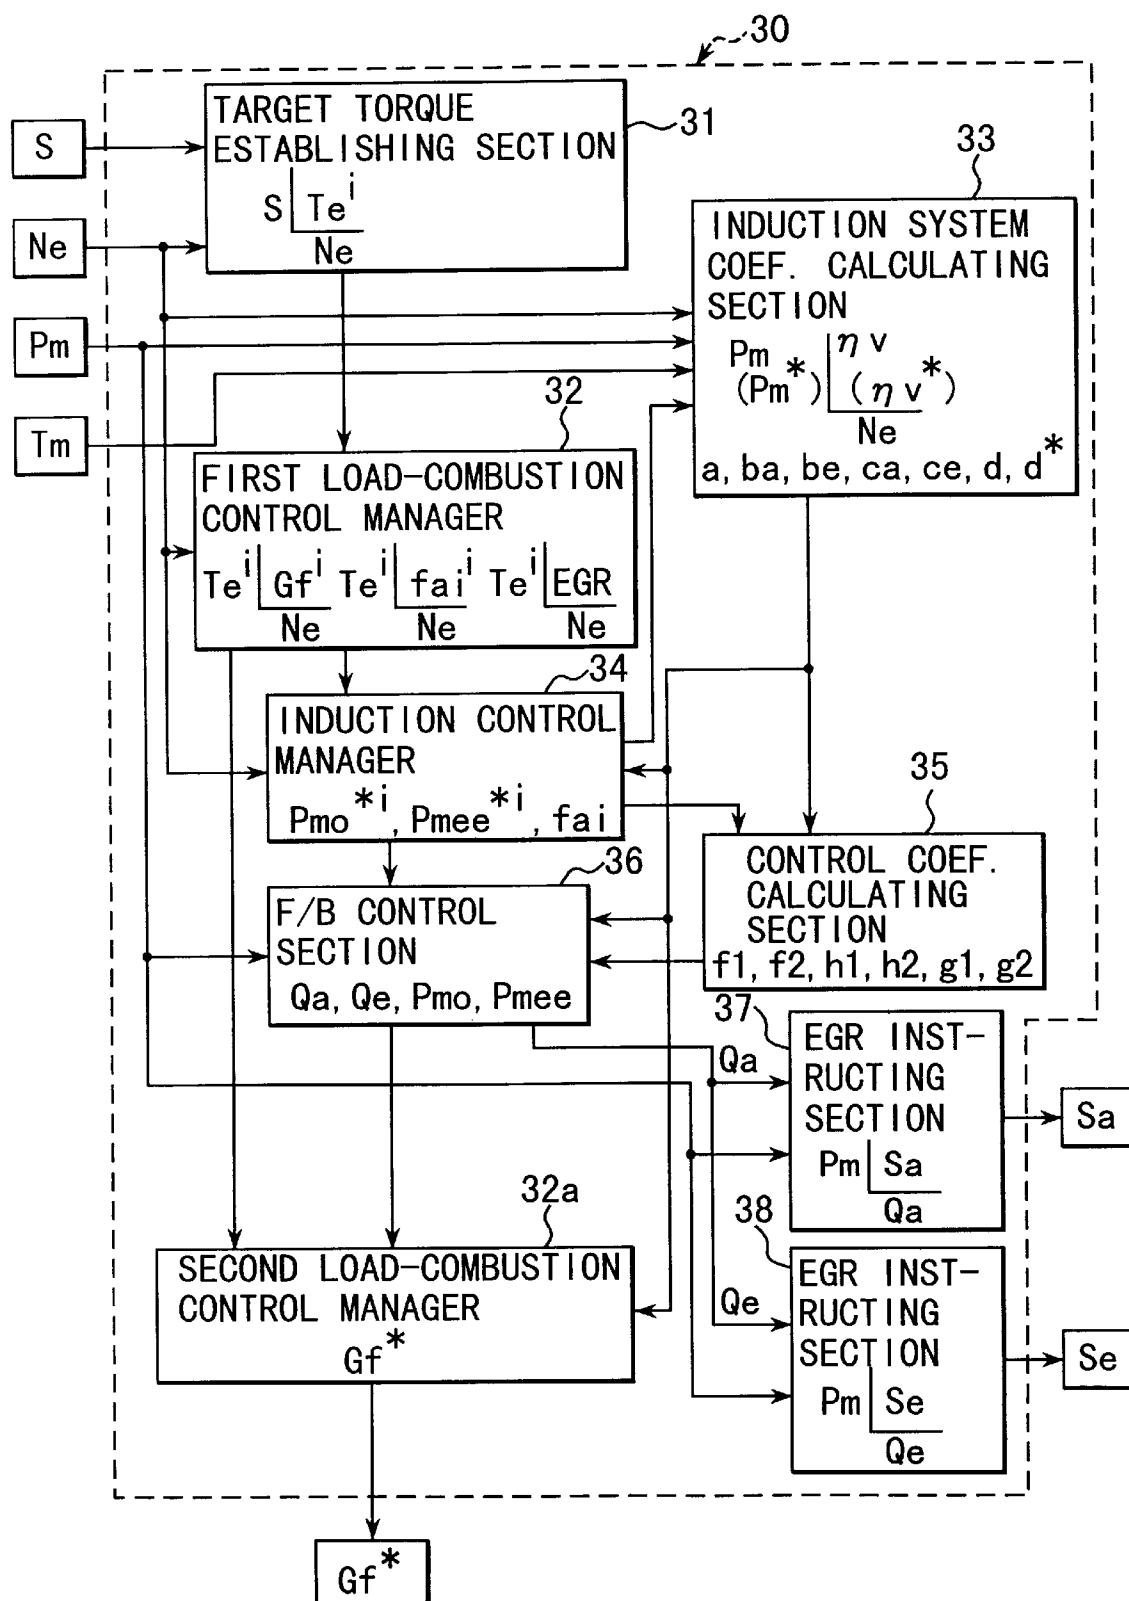 30
TARGET TORQUE
ESTABLISHING SECTION
S Te^i
Ne
31
S
Ne
Pm
Tm
33
INDUCTION SYSTEM
COEF. CALCULATING
SECTION
Pm ηv
(Pm*) (ηv*)
Ne
a, ba, be, ca, ce, d, d*
32
FIRST LOAD-COMBUSTION
CONTROL MANAGER
Te^i Gf^i Te^i fai^i Te^i EGR
Ne Ne Ne
34
INDUCTION CONTROL
MANAGER
Pmo*^i, Pmee*^i, fai
35
CONTROL COEF.
CALCULATING
SECTION
f1, f2, h1, h2, g1, g2
36
F/B CONTROL
SECTION
Qa, Qe, Pmo, Pmee
37
EGR INST-
RUCTING
SECTION
Pm Sa
Qa
Qa
Sa
32a
SECOND LOAD-COMBUSTION
CONTROL MANAGER
Gf*
38
EGR INST-
RUCTING
SECTION
Pm Se
Qe
Qe
Se
Gf*